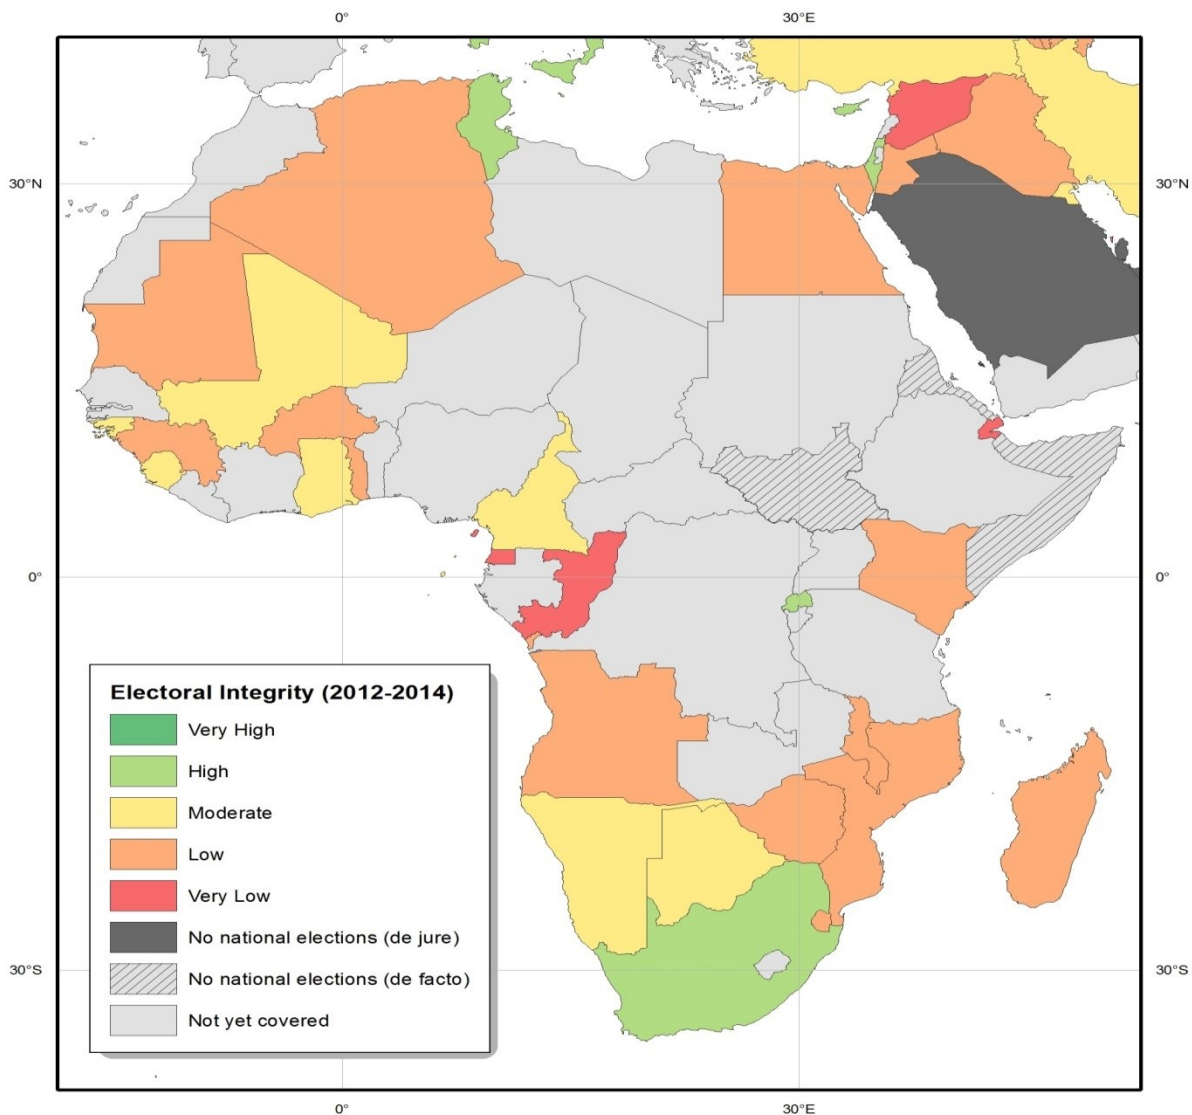 0°
30°E
30°N
30°N
0°
0°
Electoral Integrity (2012-2014)
Very High
High
Moderate
Low
Very Low
No national elections (de jure)
No national elections (de facto)
Not yet covered
30°S
30°S
0°
30°E